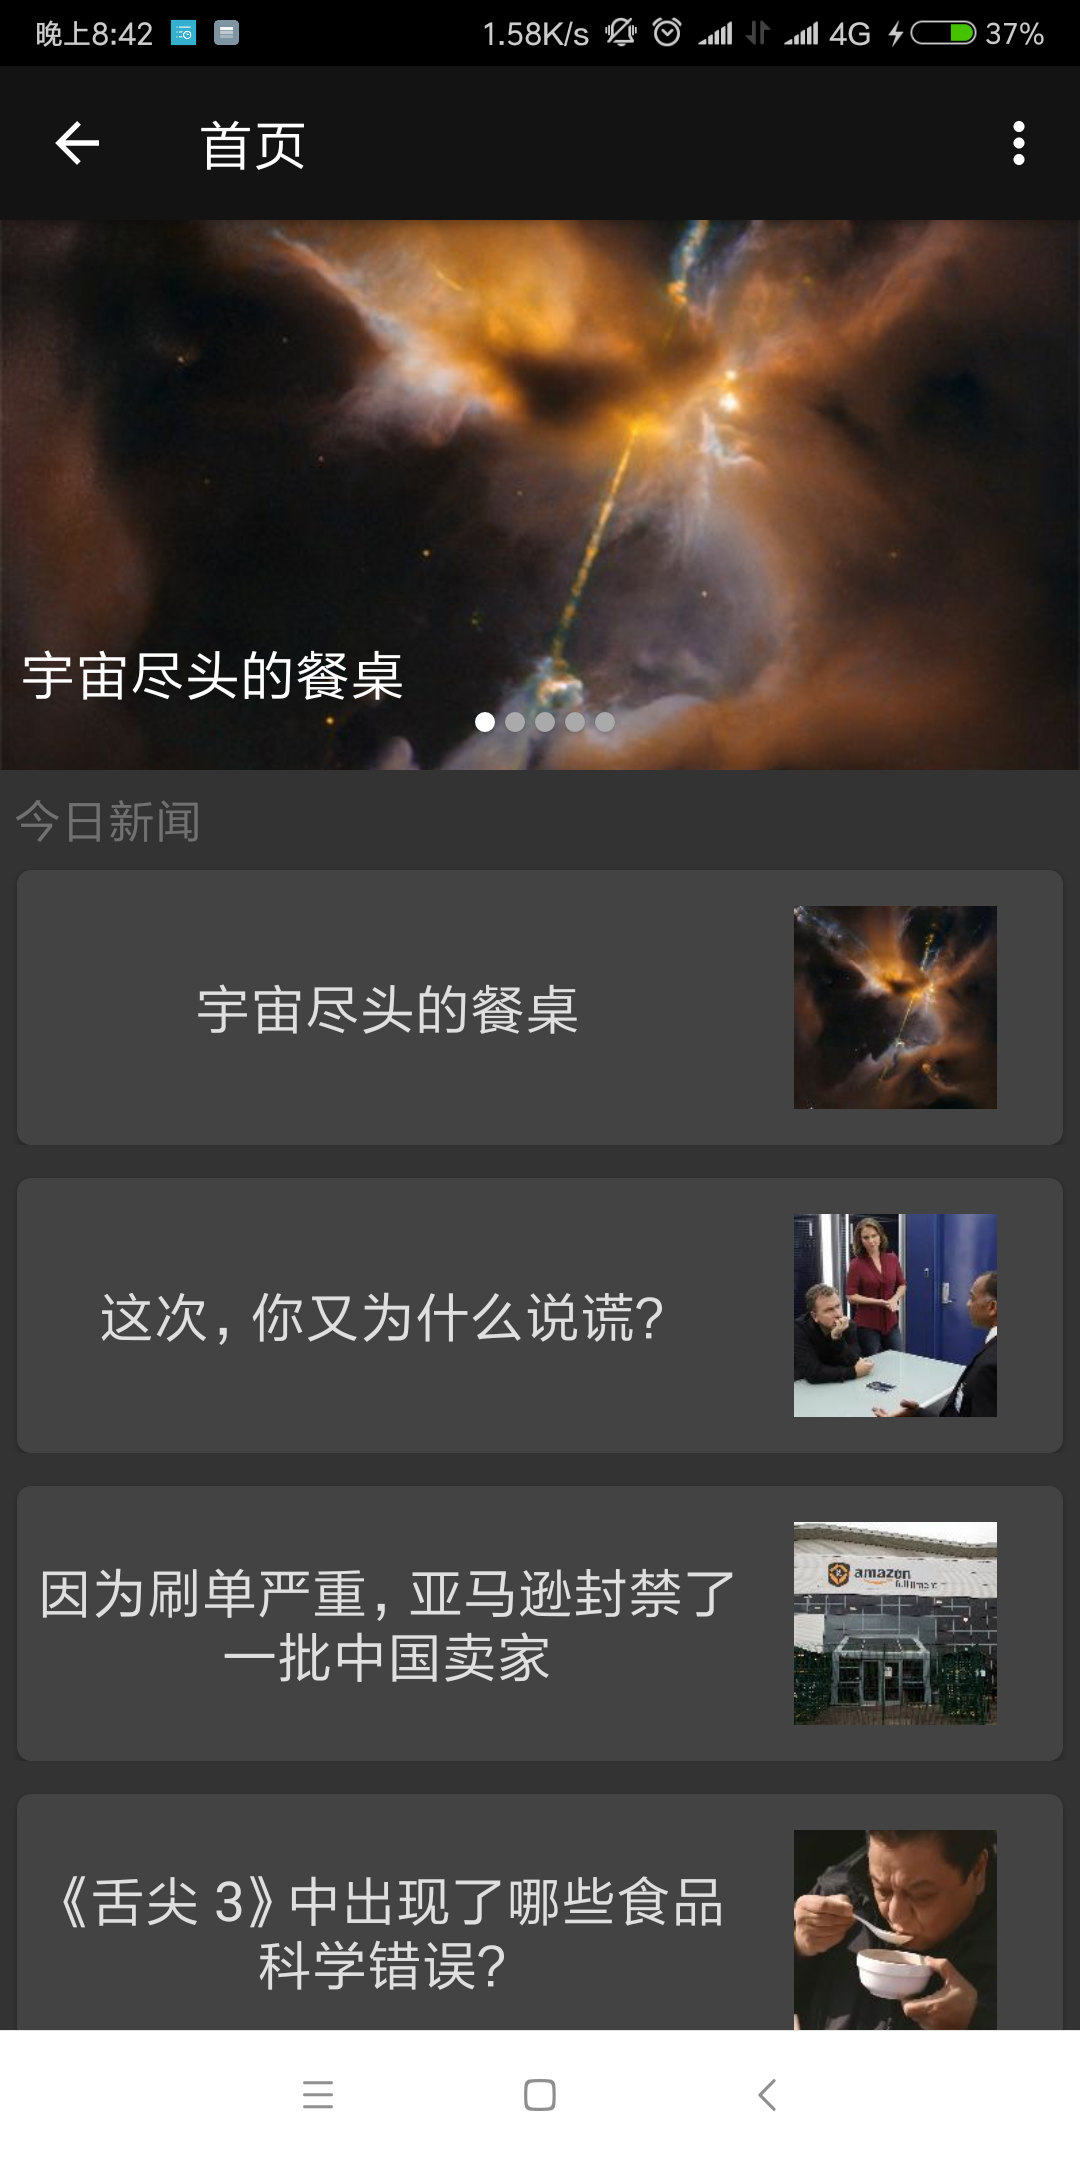 晚上8:42 1.58K/s 4G 37%
首页
宇宙尽头的餐桌
今日新闻
宇宙尽头的餐桌
这次，你又为什么说谎？
因为刷单严重，亚马逊封禁了
一批中国卖家
amazon
fulfilment
《舌尖 3》中出现了哪些食品
科学错误？